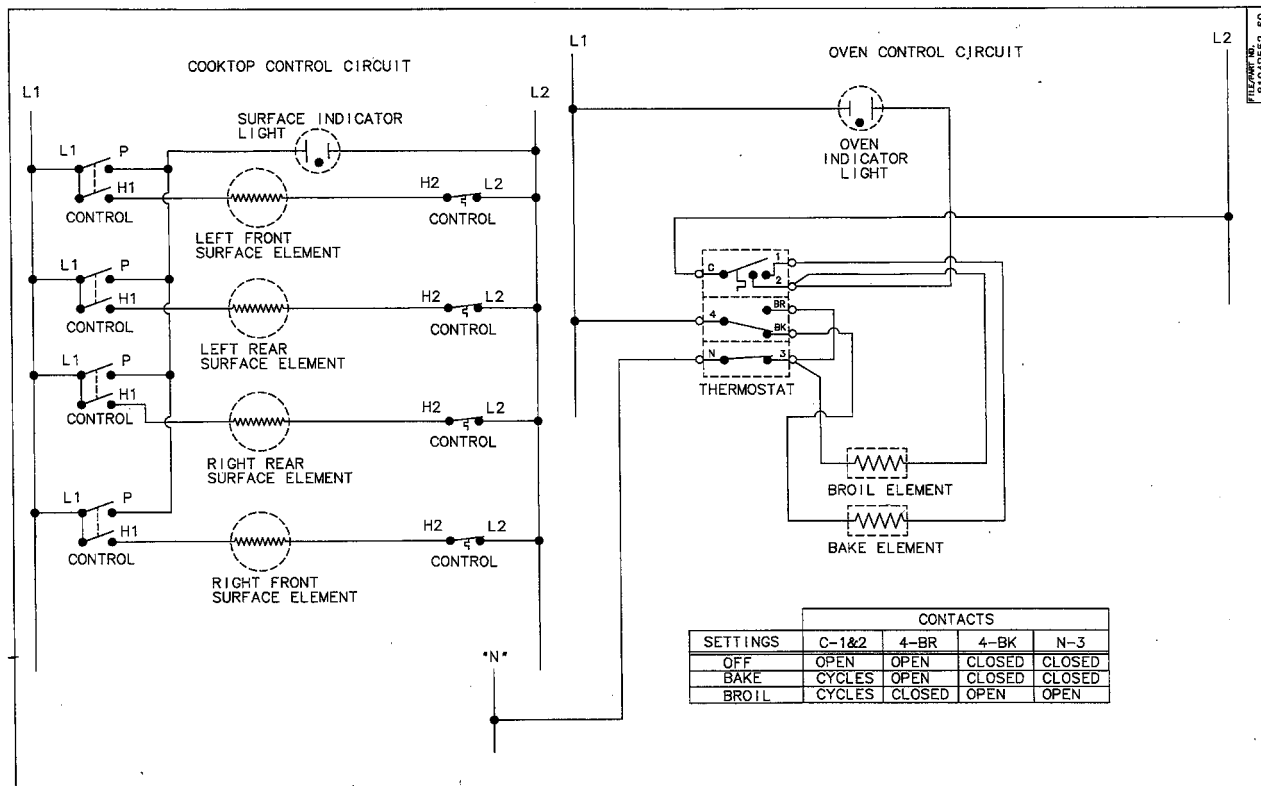 FILE/PART NO.
COOKTOP CONTROL CIRCUIT
L1
L2
SURFACE INDICATOR
LIGHT
L1 P
H1
CONTROL
H2 L2
CONTROL
LEFT FRONT
SURFACE ELEMENT
L1 P
H1
CONTROL
H2 L2
CONTROL
LEFT REAR
SURFACE ELEMENT
L1 P
H1
CONTROL
H2 L2
CONTROL
RIGHT REAR
SURFACE ELEMENT
L1 P
H1
CONTROL
H2 L2
CONTROL
RIGHT FRONT
SURFACE ELEMENT
"N"
L1
OVEN CONTROL CIRCUIT
L2
OVEN
INDICATOR
LIGHT
C 1
2
4 BR
BK
N 3
THERMOSTAT
BROIL ELEMENT
BAKE ELEMENT
CONTACTS
SETTINGS C-1&2 4-BR 4-BK N-3
OFF OPEN OPEN CLOSED CLOSED
BAKE CYCLES OPEN CLOSED CLOSED
BROIL CYCLES CLOSED OPEN OPEN